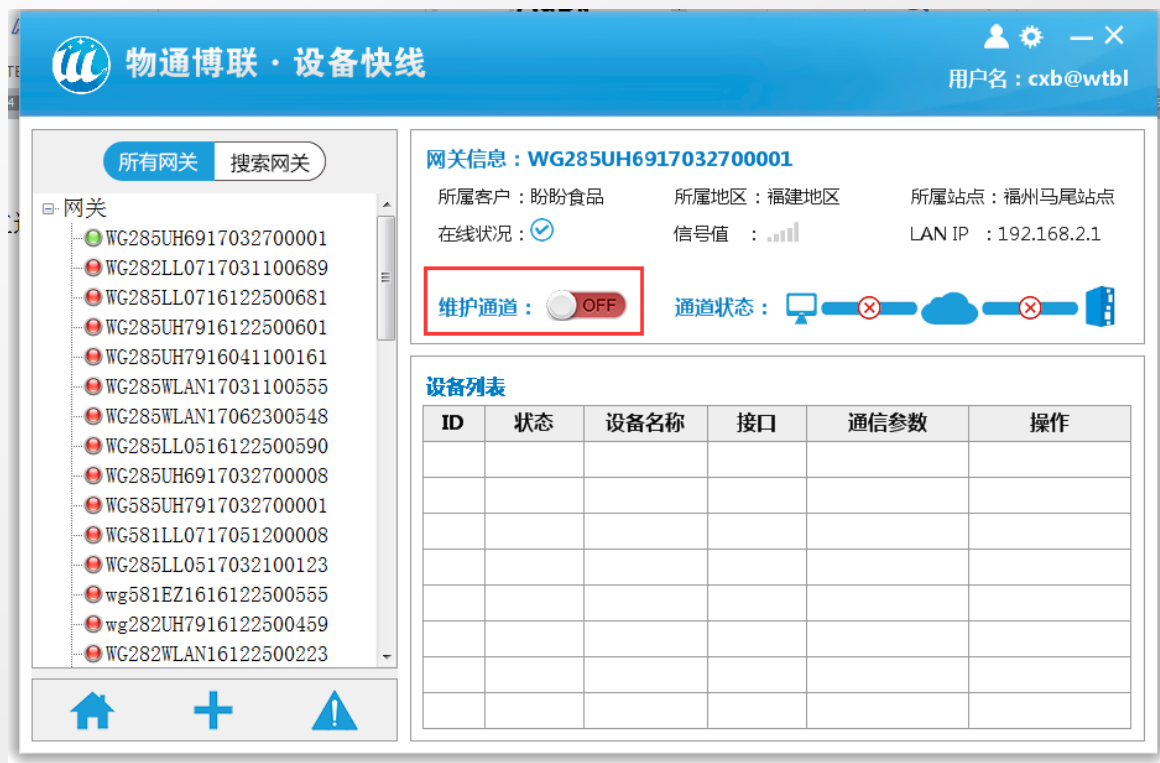 物通博联·设备快线
用户名：cxb@wtbl
所有网关 搜索网关
网关
WG285UH6917032700001
WG282LL0717031100689
WG285LL0716122500681
WG285UH7916122500601
WG285UH7916041100161
WG285WLAN17031100555
WG285WLAN17062300548
WG285LL0516122500590
WG285UH6917032700008
WG585UH7917032700001
WG581LL0717051200008
WG285LL0517032100123
wg581EZ1616122500555
wg282UH7916122500459
WG282WLAN16122500223
网关信息：WG285UH6917032700001
所属客户：盼盼食品 所属地区：福建地区 所属站点：福州马尾站点
在线状况： 信号值 ： LAN IP ：192.168.2.1
维护通道： OFF 通道状态：
设备列表
ID 状态 设备名称 接口 通信参数 操作